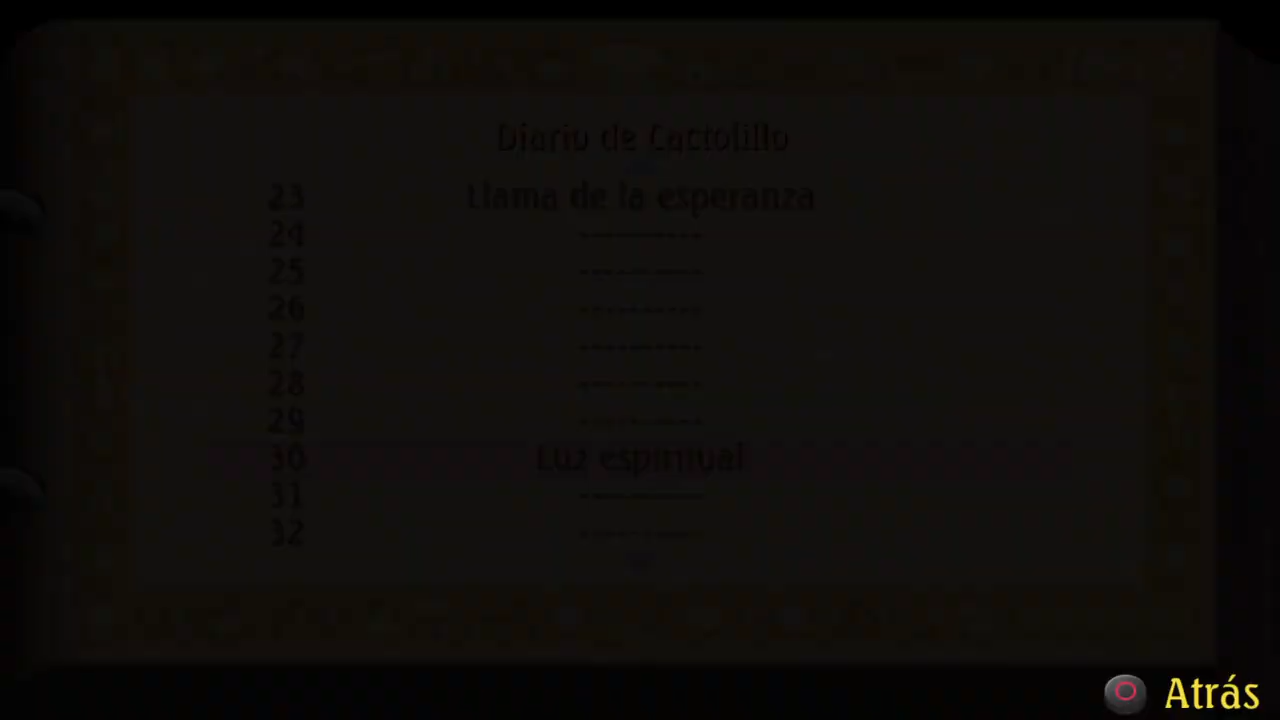 Diario de Cactolillo
23 Llama de la esperanza
24 ----------
25 ----------
26 ----------
27 ----------
28 ----------
29 ----------
30 Luz espiritual
31 ----------
32 ----------
Atrás